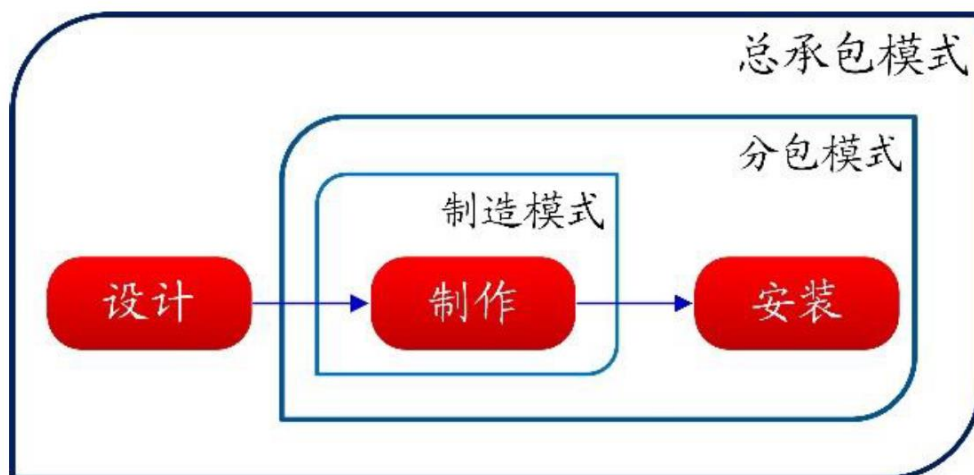 总承包模式
分包模式
制造模式
设计
制作
安装